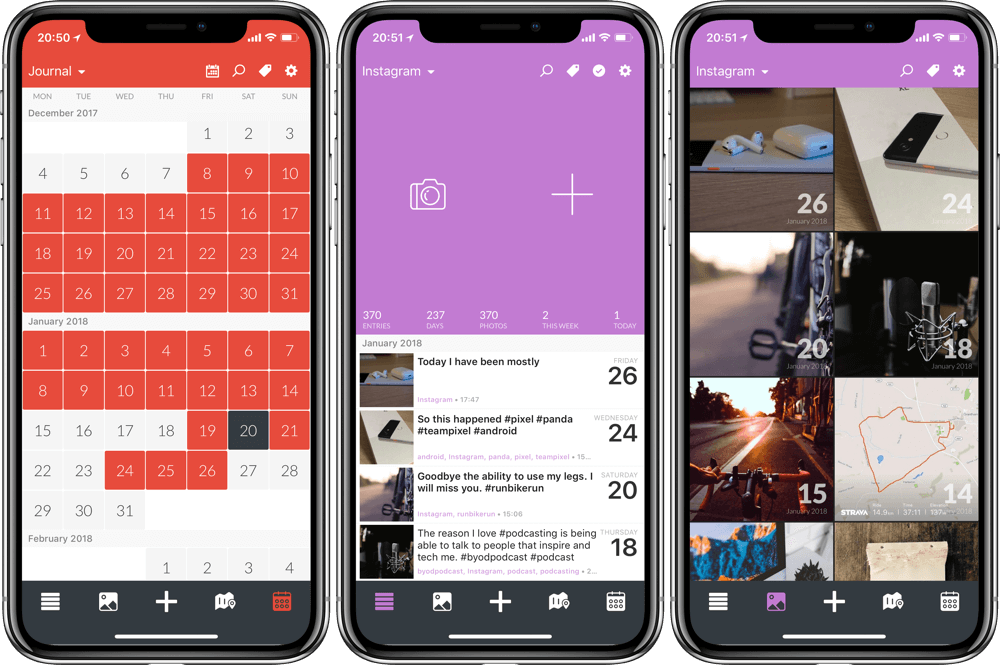 20:50
Journal
MON TUE WED THU FRI SAT SUN
December 2017
1 2 3
4 5 6 7 8 9 10
11 12 13 14 15 16 17
18 19 20 21 22 23 24
25 26 27 28 29 30 31
January 2018
1 2 3 4 5 6 7
8 9 10 11 12 13 14
15 16 17 18 19 20 21
22 23 24 25 26 27 28
29 30 31
February 2018
1 2 3 4
20:51
Instagram
370 237 370 2 1
ENTRIES DAYS PHOTOS THIS WEEK TODAY
January 2018
Today I have been mostly
FRIDAY
26
Instagram • 17:47
So this happened #pixel #panda
#teampixel #android
WEDNESDAY
24
android, Instagram, panda, pixel, teampixel • 15...
Goodbye the ability to use my legs. I
will miss you. #runbikerun
SATURDAY
20
Instagram, runbikerun • 15:06
The reason I love #podcasting is being
able to talk to people that inspire and
tech me. #byodpodcast #podcast
THURSDAY
18
byodpodcast, Instagram, podcast, podcasting • 2...
20:51
Instagram
26
January 2018
XL
24
20
January 2018
18
January 2018
15
January 2018
14
January 2018
STRAVA 14.9km 37:11 197m